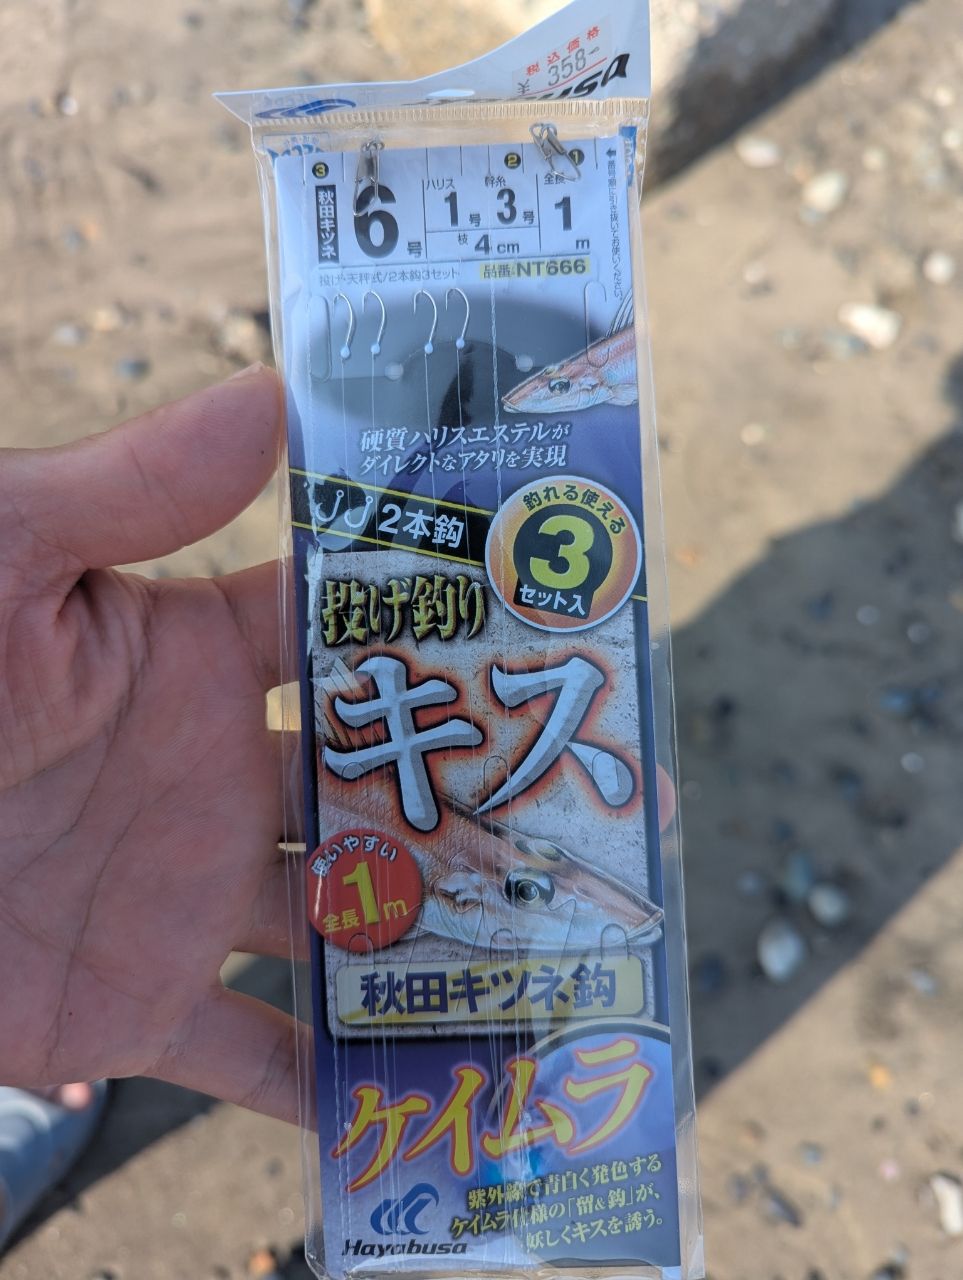 税込価格
358
❸
❷
秋田キツネ
6号
ハリス
1号
幹糸
3号
全長
1m
枝 4cm
投げ・天秤式/2本鈎3セット
品番 NT666
硬質ハリスエステルが
ダイレクトなアタリを実現
2本鈎
釣れる使える
3
セット入
投げ釣り
キス
使いやすい
全長1m
秋田キツネ鈎
ケイムラ
紫外線で青白く発色する
ケイムラ仕様の「留&鈎」が、
妖しくキスを誘う。
Hayabusa